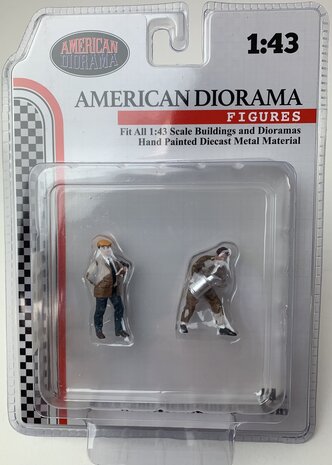 AMERICAN
DIORAMA
1:43
AMERICAN DIORAMA
FIGURES
Fit All 1:43 Scale Buildings and Dioramas
Hand Painted Diecast Metal Material